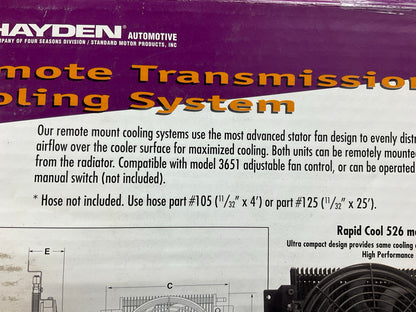 HAYDEN® AUTOMOTIVE
COMPANY OF FOUR SEASONS DIVISION / STANDARD MOTOR PRODUCTS, INC
mote Transmission
oling System
Our remote mount cooling systems use the most advanced stator fan design to evenly distr
airflow over the cooler surface for maximized cooling. Both units can be remotely mounted
from the radiator. Compatible with model 3651 adjustable fan control, or can be operated
manual switch (not included).
* Hose not included. Use hose part #105 (11/32" x 4') or part #125 (11/32" x 25').
Rapid Cool 526 m
Ultra compact design provides same cooling
High Performance
E
C